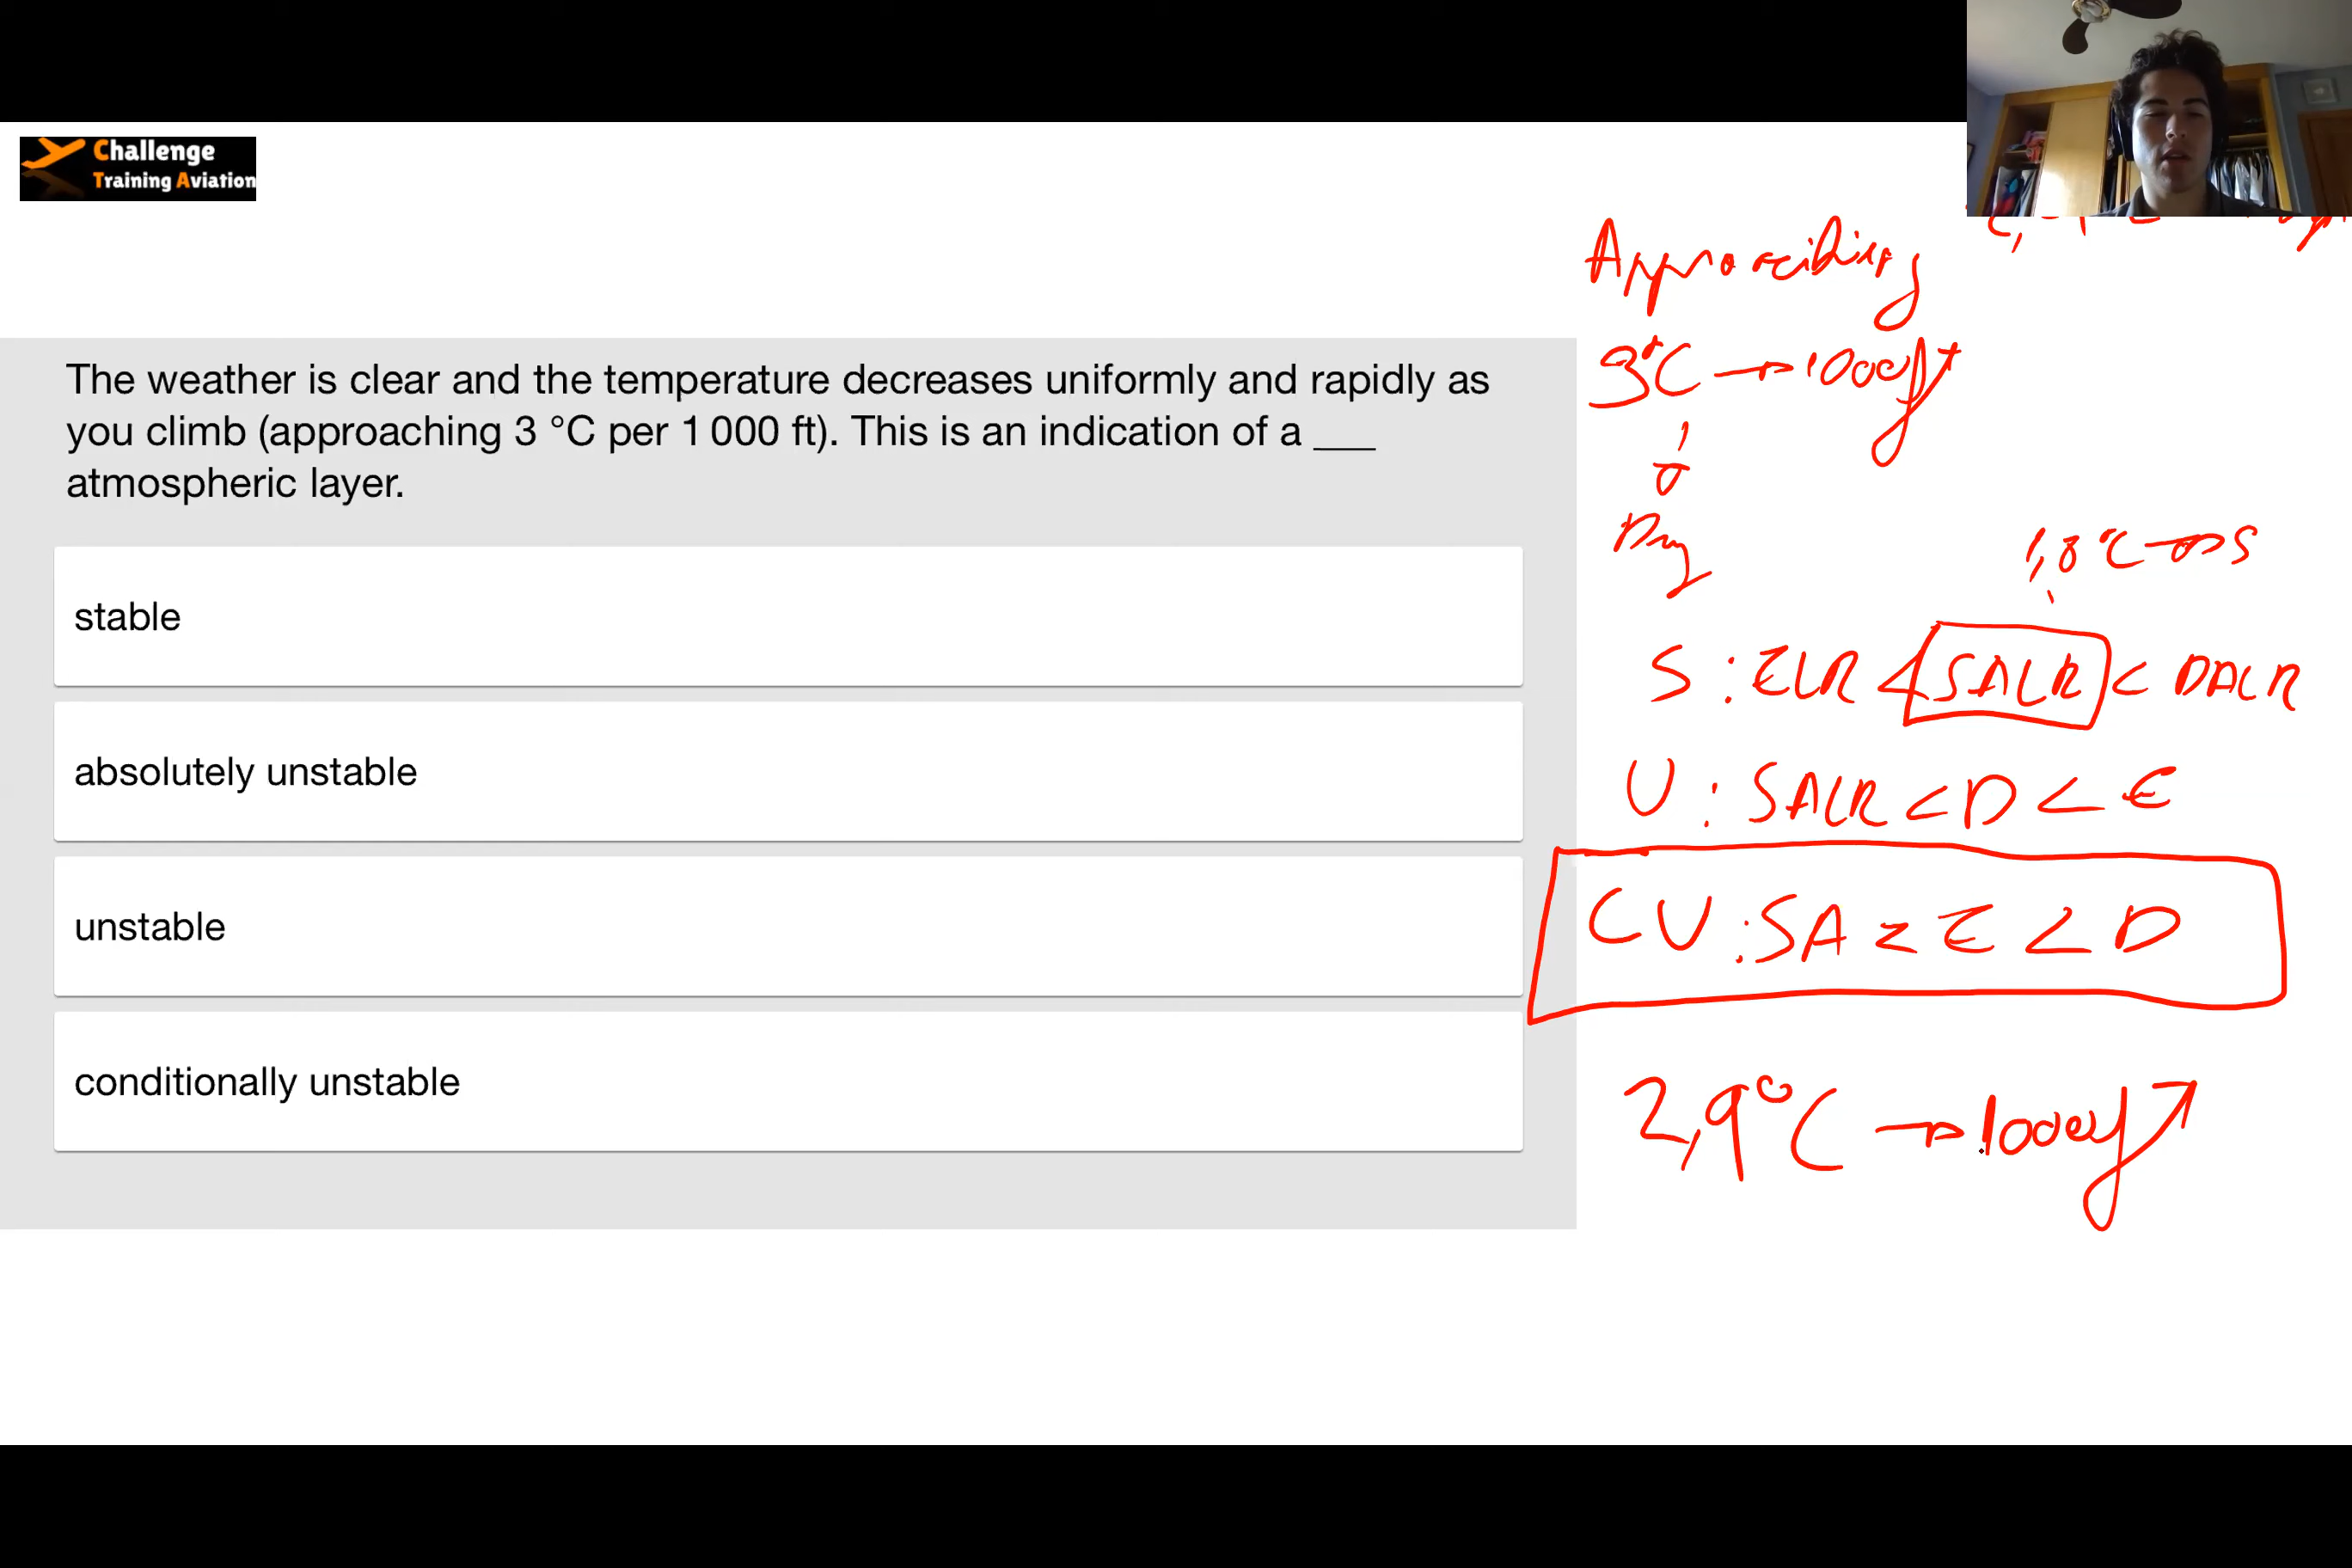 Challenge
Training Aviation
The weather is clear and the temperature decreases uniformly and rapidly as
you climb (approaching 3 °C per 1 000 ft). This is an indication of a ___
atmospheric layer.
stable
absolutely unstable
unstable
conditionally unstable
Approaching
3°C → 1000ft
Dry
1,8°C → S
S : ELR < SALR < DALR
U : SALR < D < E
CU : SA < E < D
2,9°C → 1000ft